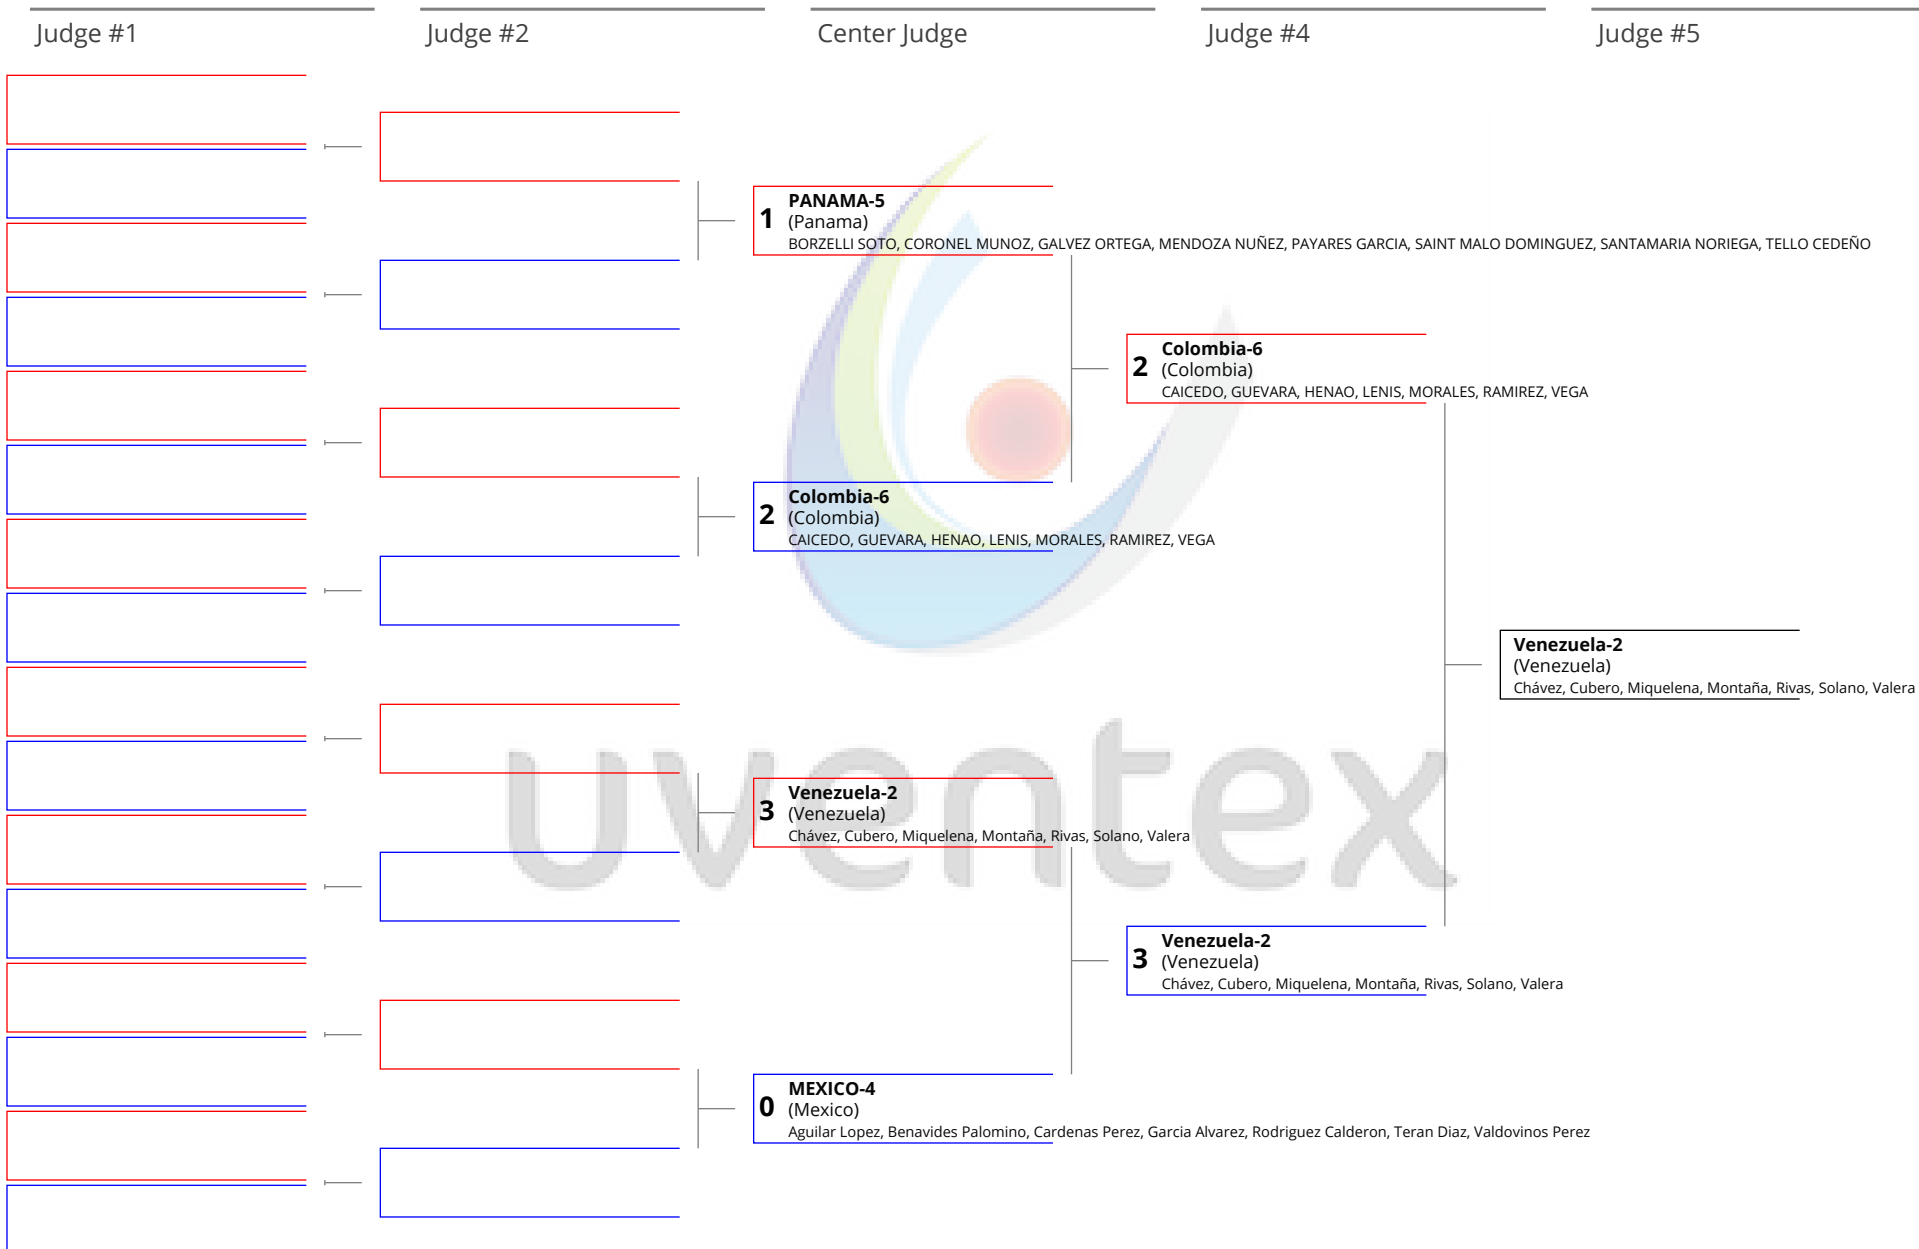 Judge #1
Judge #2
Center Judge
Judge #4
Judge #5
1
PANAMA-5
(Panama)
BORZELLI SOTO, CORONEL MUNOZ, GALVEZ ORTEGA, MENDOZA NUÑEZ, PAYARES GARCIA, SAINT MALO DOMINGUEZ, SANTAMARIA NORIEGA, TELLO CEDEÑO
2
Colombia-6
(Colombia)
CAICEDO, GUEVARA, HENAO, LENIS, MORALES, RAMIREZ, VEGA
2
Colombia-6
(Colombia)
CAICEDO, GUEVARA, HENAO, LENIS, MORALES, RAMIREZ, VEGA
Venezuela-2
(Venezuela)
Chávez, Cubero, Miquelena, Montaña, Rivas, Solano, Valera
3
Venezuela-2
(Venezuela)
Chávez, Cubero, Miquelena, Montaña, Rivas, Solano, Valera
uventex
3
Venezuela-2
(Venezuela)
Chávez, Cubero, Miquelena, Montaña, Rivas, Solano, Valera
0
MEXICO-4
(Mexico)
Aguilar Lopez, Benavides Palomino, Cardenas Perez, Garcia Alvarez, Rodriguez Calderon, Teran Diaz, Valdovinos Perez